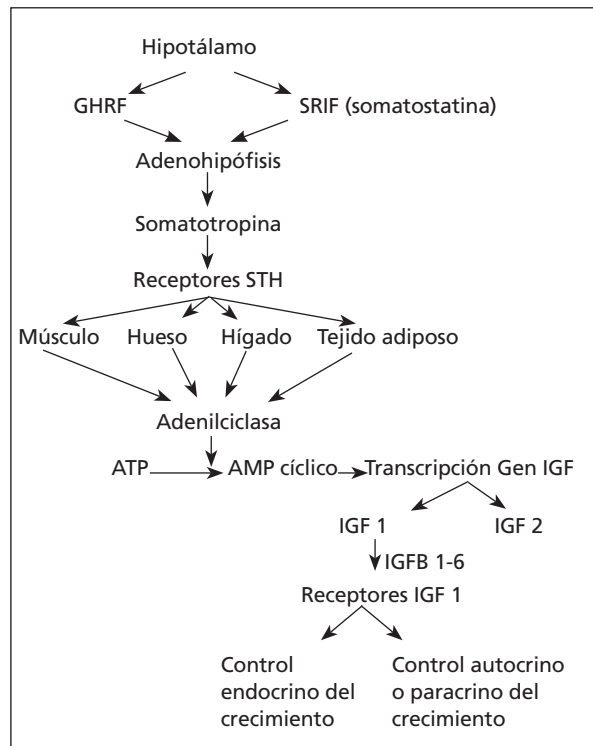 Hipotálamo
GHRF
SRIF (somatostatina)
Adenohipófisis
Somatotropina
Receptores STH
Músculo
Hueso
Hígado
Tejido adiposo
Adenilciclasa
ATP
AMP cíclico
Transcripción Gen IGF
IGF 1
IGF 2
IGFB 1-6
Receptores IGF 1
Control
endocrino del
crecimiento
Control autocrino
o paracrino del
crecimiento